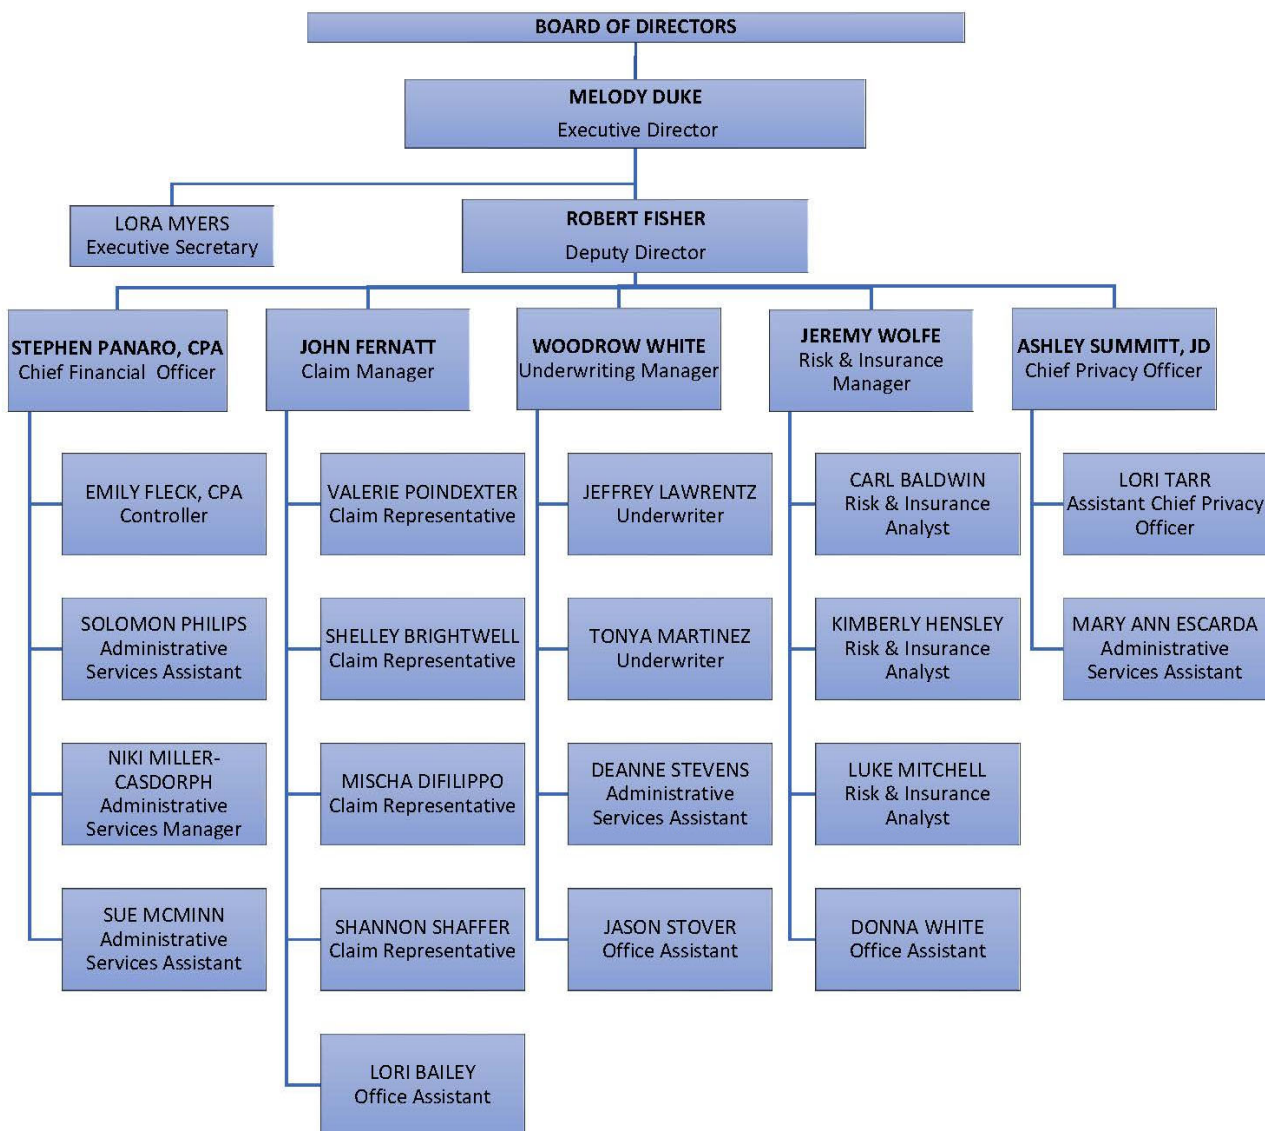 BOARD OF DIRECTORS
MELODY DUKE
Executive Director
LORA MYERS
Executive Secretary
ROBERT FISHER
Deputy Director
STEPHEN PANARO, CPA
Chief Financial Officer
JOHN FERNATT
Claim Manager
WOODROW WHITE
Underwriting Manager
JEREMY WOLFE
Risk & Insurance
Manager
ASHLEY SUMMITT, JD
Chief Privacy Officer
EMILY FLECK, CPA
Controller
VALERIE POINDEXTER
Claim Representative
JEFFREY LAWRENTZ
Underwriter
CARL BALDWIN
Risk & Insurance
Analyst
LORI TARR
Assistant Chief Privacy
Officer
SOLOMON PHILIPS
Administrative
Services Assistant
SHELLEY BRIGHTWELL
Claim Representative
TONYA MARTINEZ
Underwriter
KIMBERLY HENSLEY
Risk & Insurance
Analyst
MARY ANN ESCARDA
Administrative
Services Assistant
NIKI MILLER-
CASDORPH
Administrative
Services Manager
MISCHA DIFILIPPO
Claim Representative
DEANNE STEVENS
Administrative
Services Assistant
LUKE MITCHELL
Risk & Insurance
Analyst
SUE MCMINN
Administrative
Services Assistant
SHANNON SHAFFER
Claim Representative
JASON STOVER
Office Assistant
DONNA WHITE
Office Assistant
LORI BAILEY
Office Assistant